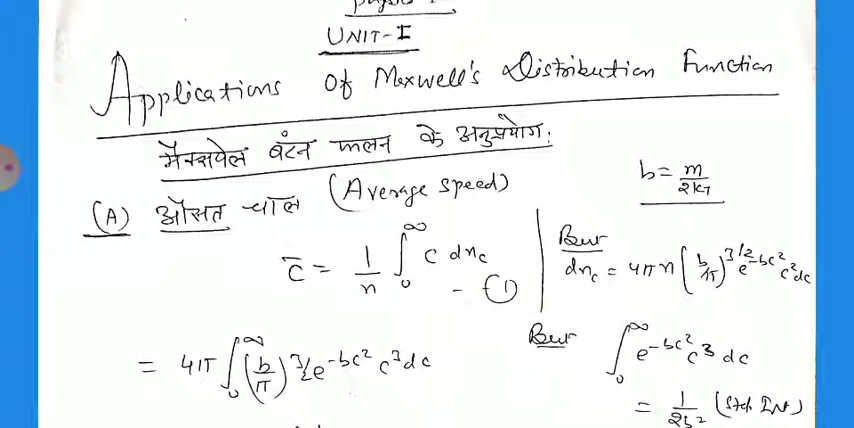 UNIT-I
Applications Of Maxwell's Distribution Function
मैक्सवेल बंटन फलन के अनुप्रयोग:
b = m/2kT
(A) औसत चाल (Average speed)
c̄ = 1/n ∫₀^∞ c dn_c - ①
But
dn_c = 4πn (b/π)^3/2 e^-bc² c² dc
= 4π ∫₀^∞ (b/π)^3/2 e^-bc² c³ dc
But ∫₀^∞ e^-bc² c³ dc
= 1/2b² (Std Int)